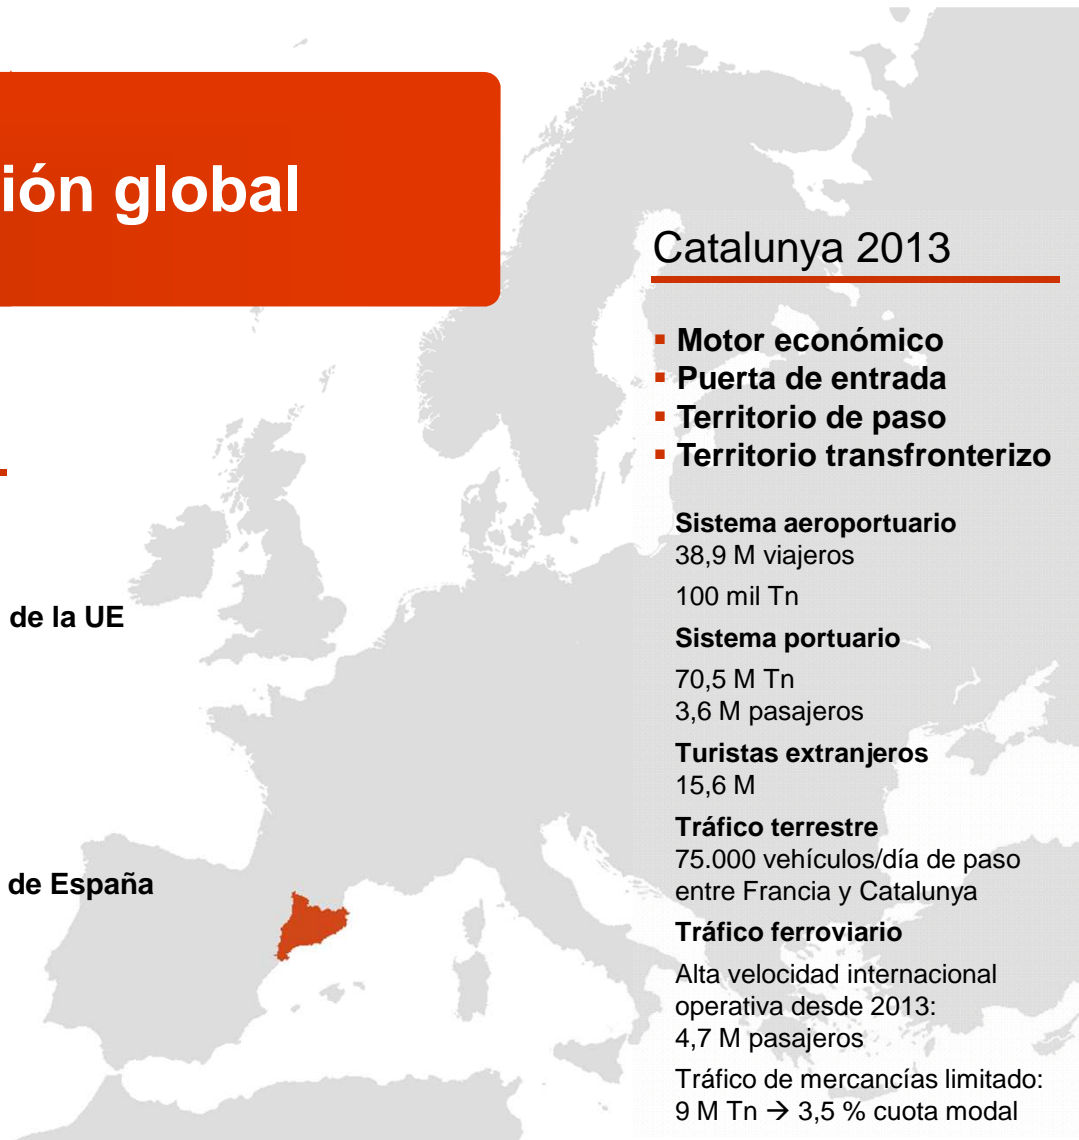 ión global
de la UE
de España
Catalunya 2013
▪ Motor económico
▪ Puerta de entrada
▪ Territorio de paso
▪ Territorio transfronterizo
Sistema aeroportuario
38,9 M viajeros
100 mil Tn
Sistema portuario
70,5 M Tn
3,6 M pasajeros
Turistas extranjeros
15,6 M
Tráfico terrestre
75.000 vehículos/día de paso
entre Francia y Catalunya
Tráfico ferroviario
Alta velocidad internacional
operativa desde 2013:
4,7 M pasajeros
Tráfico de mercancías limitado:
9 M Tn → 3,5 % cuota modal